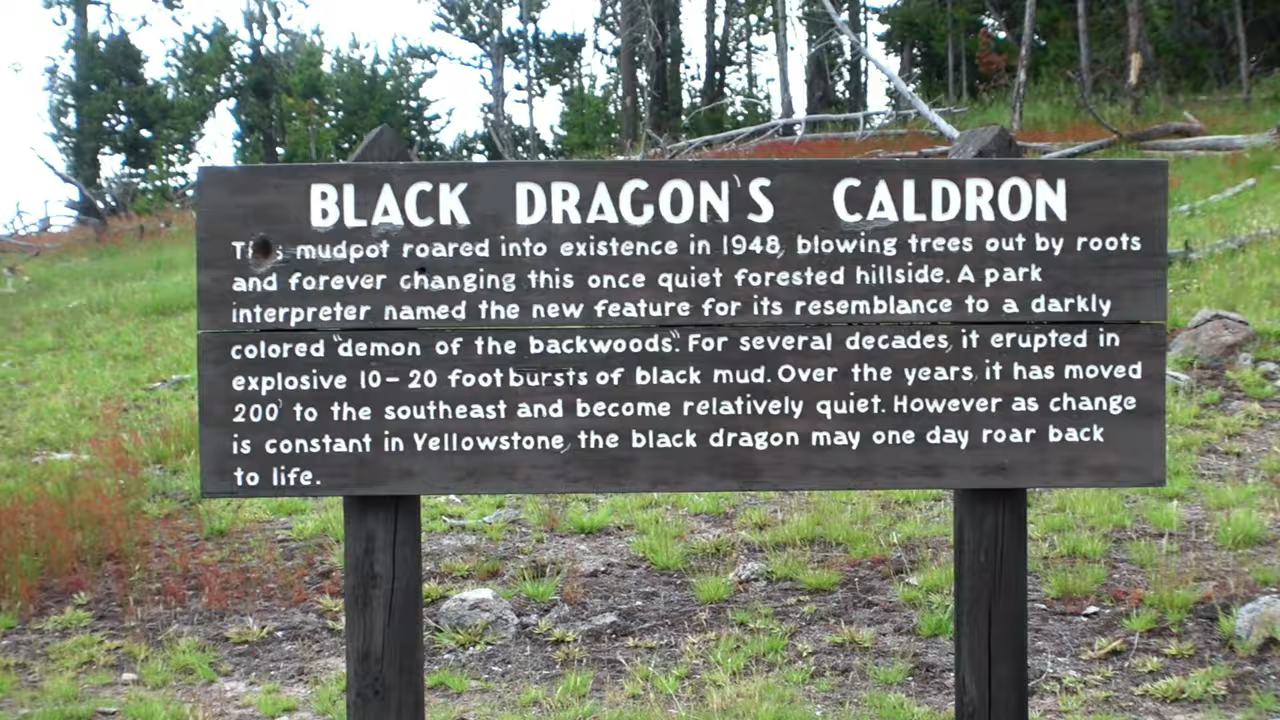 BLACK DRAGON'S CALDRON
This mudpot roared into existence in 1948, blowing trees out by roots
and forever changing this once quiet forested hillside. A park
interpreter named the new feature for its resemblance to a darkly
colored "demon of the backwoods". For several decades, it erupted in
explosive 10-20 foot bursts of black mud. Over the years, it has moved
200' to the southeast and become relatively quiet. However as change
is constant in Yellowstone, the black dragon may one day roar back
to life.